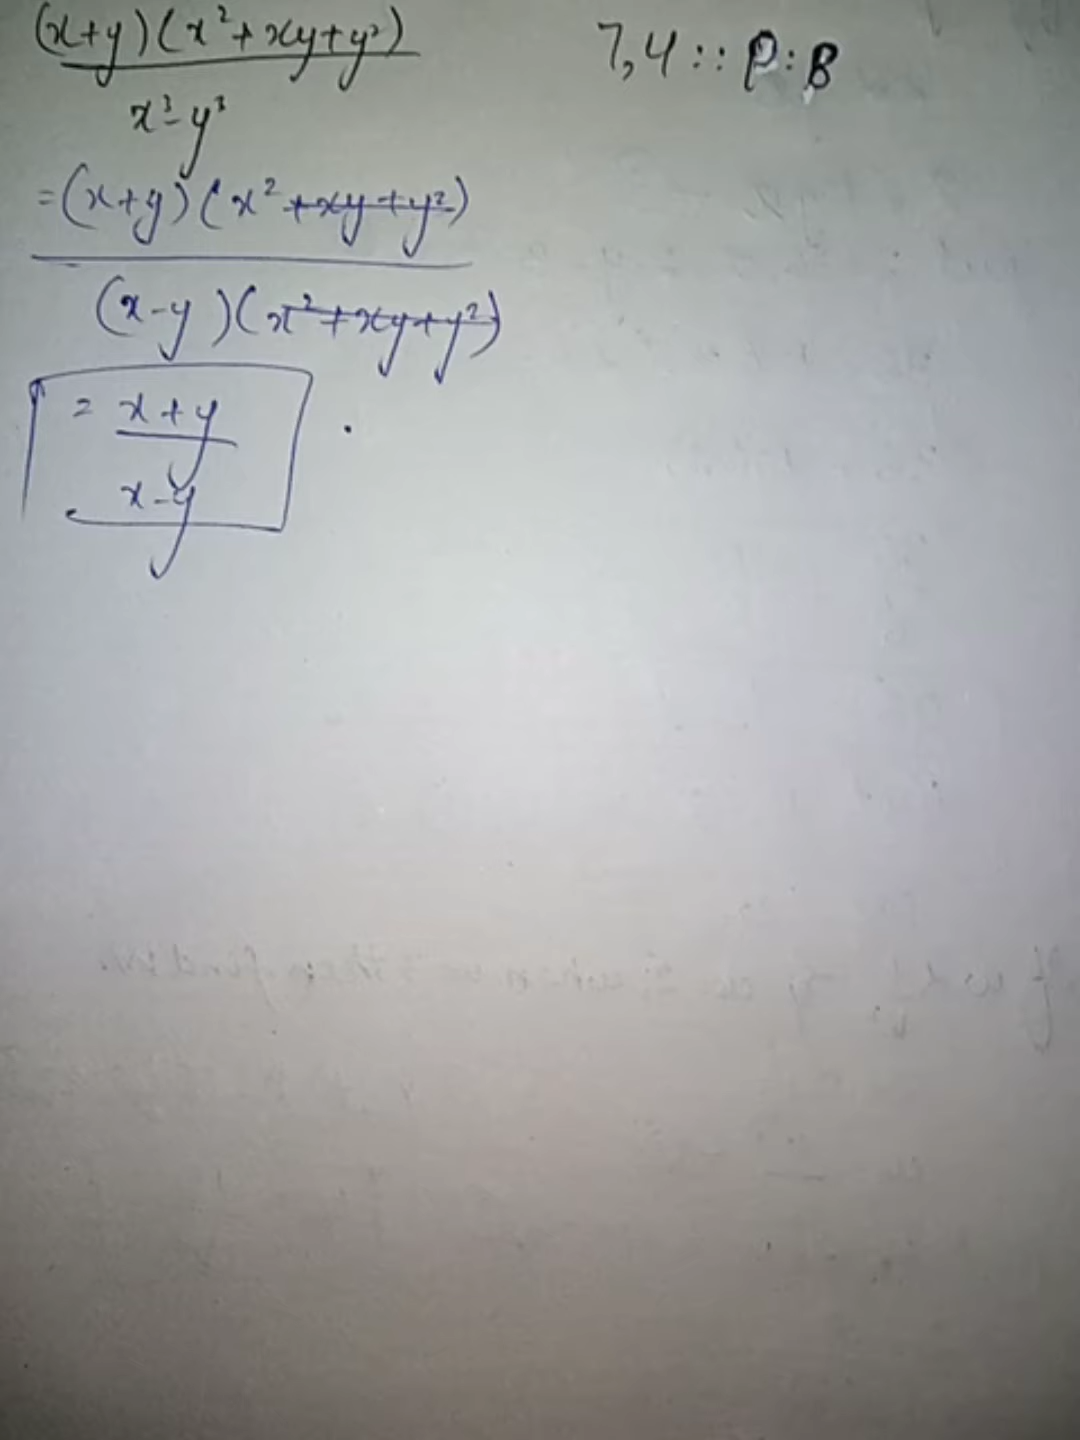 (x+y)(x²+xy+y²)
x³-y³
=(x+y)(x²+xy+y²)
(x-y)(x²+xy+y²)
= x+y
x-y
7,4 :: P:B